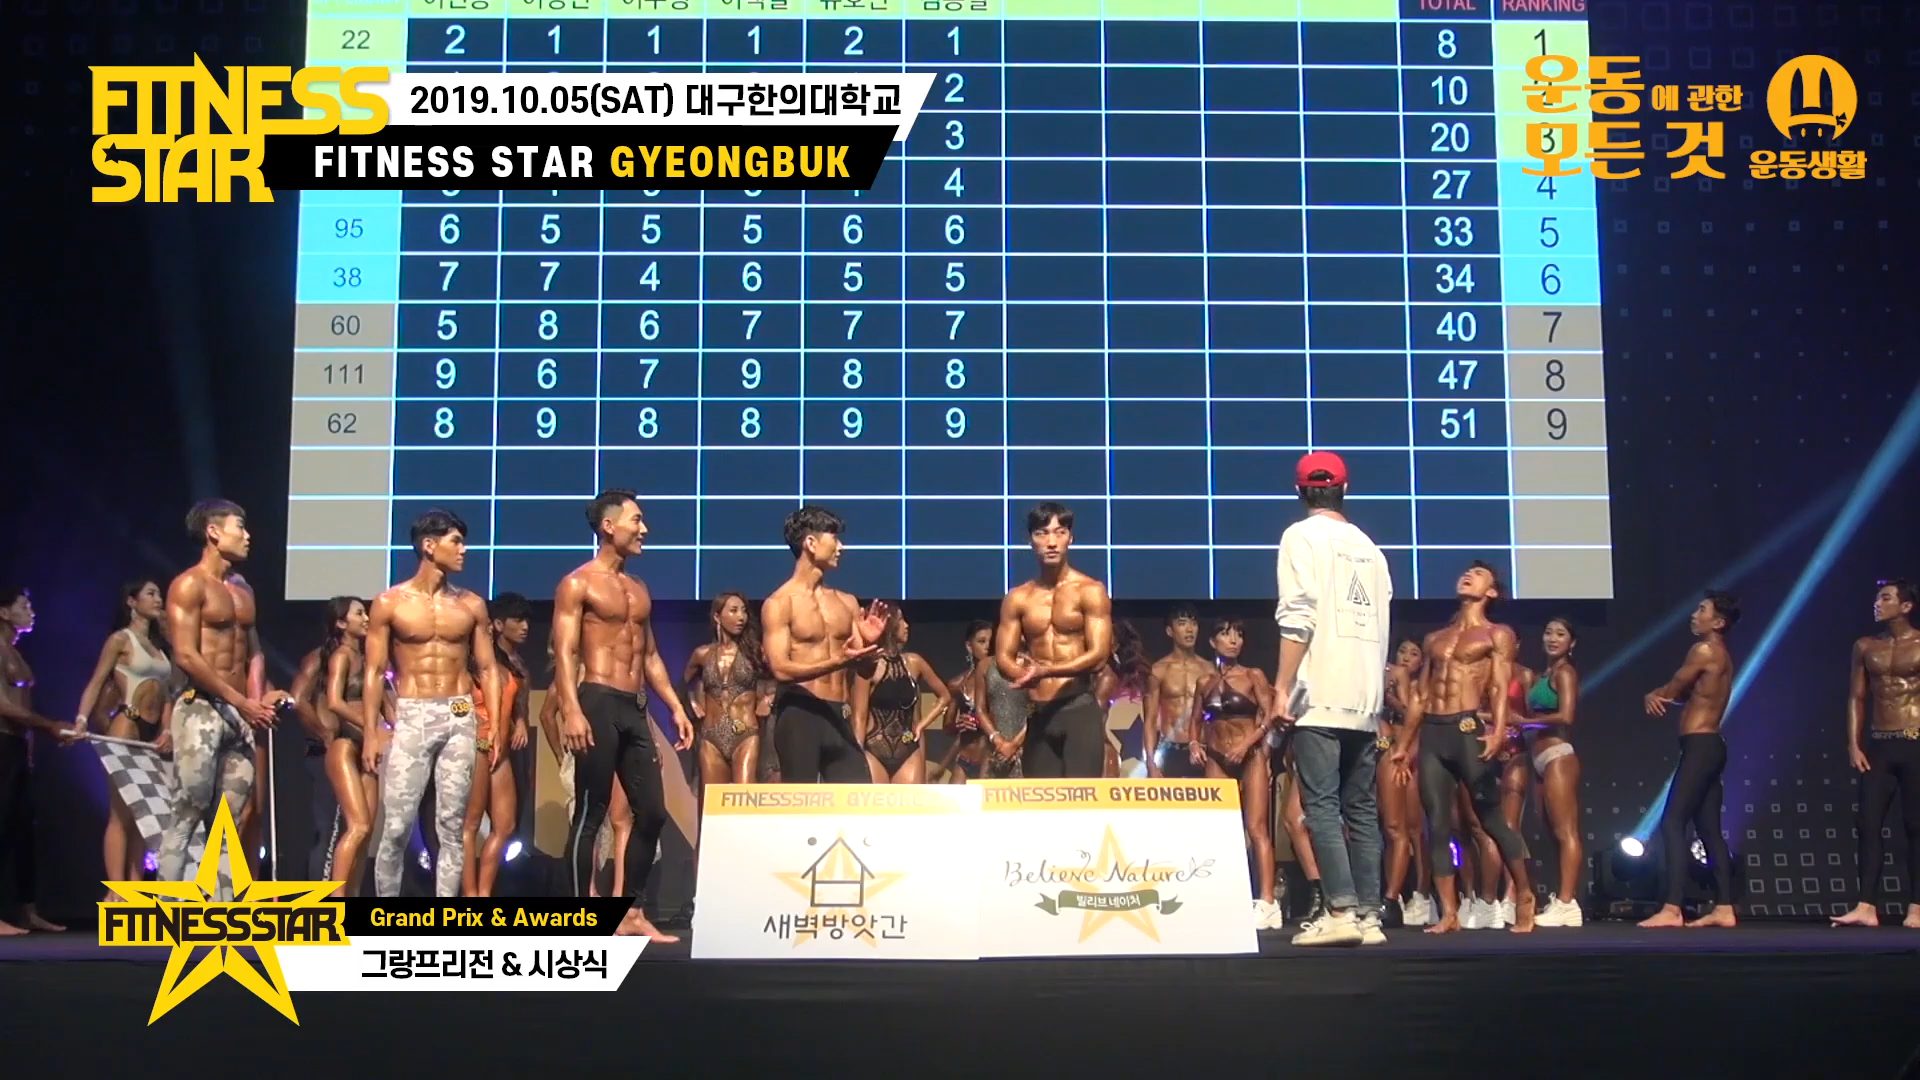 TOTAL RANKING
22 2 1 1 1 2 1 8 1
2 10 2
3 20 3
4 27 4
95 6 5 5 5 6 6 33 5
38 7 7 4 6 5 5 34 6
60 5 8 6 7 7 7 40 7
111 9 6 7 9 8 8 47 8
62 8 9 8 8 9 9 51 9
FITNESS
STAR
2019.10.05(SAT) 대구한의대학교
FITNESS STAR GYEONGBUK
운동에 관한
모든 것
운동생활
038
FITNESSSTAR GYEONGBUK
새벽방앗간
FITNESSSTAR GYEONGBUK
Believe Nature
빌리브네이처
FITNESSSTAR
Grand Prix & Awards
그랑프리전 & 시상식